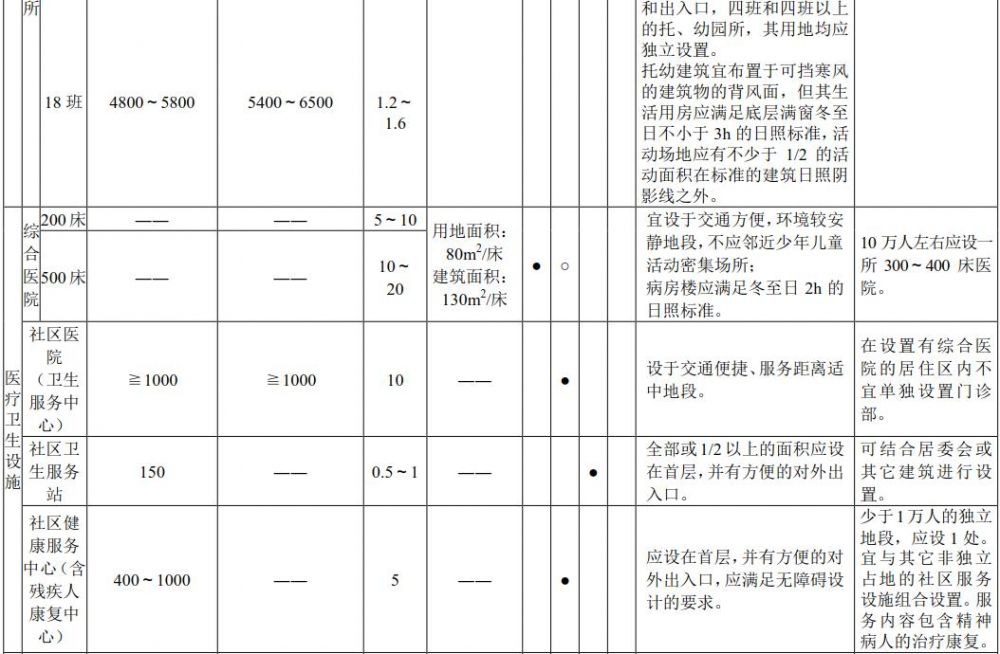 所
和出入口，四班和四班以上
的托、幼园所，其用地均应
独立设置。
托幼建筑宜布置于可挡寒风
的建筑物的背风面，但其生
活用房应满足底层满窗冬至
日不小于 3h 的日照标准，活
动场地应有不少于 1/2 的活
动面积在标准的建筑日照阴
影线之外。
18 班
4800～5800
5400～6500
1.2～
1.6
医
疗
卫
生
设
施
综
合
医
院
200 床
——
——
5～10
500 床
——
——
10～
20
用地面积：
80m²/床
建筑面积：
130m²/床
●
○
宜设于交通方便，环境较安
静地段，不应邻近少年儿童
活动密集场所；
病房楼应满足冬至日 2h 的
日照标准。
10 万人左右应设一
所 300～400 床医
院。
社区医
院
（卫生
服务中
心）
≧1000
≧1000
10
——
●
设于交通便捷、服务距离适
中地段。
在设置有综合医
院的居住区内不
宜单独设置门诊
部。
社区卫
生服务
站
150
——
0.5～1
——
●
全部或1/2以上的面积应设
在首层，并有方便的对外出
入口。
可结合居委会或
其它建筑进行设
置。
社区健
康服务
中心（含
残疾人
康复中
心）
400～1000
——
5
——
●
应设在首层，并有方便的对
外出入口，应满足无障碍设
计的要求。
少于1万人的独立
地段，应设1处。
宜与其它非独立
占地的社区服务
设施组合设置。服
务内容包含精神
病人的治疗康复。